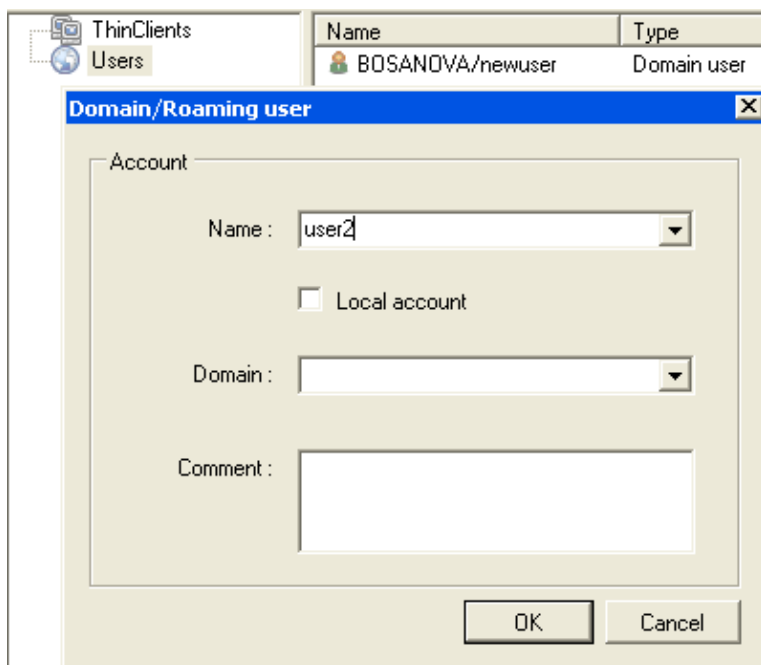 ThinClients
Users
Name Type
BOSANOVA/newuser Domain user
Domain/Roaming user
Account
Name :
user2
Local account
Domain :
Comment :
OK Cancel